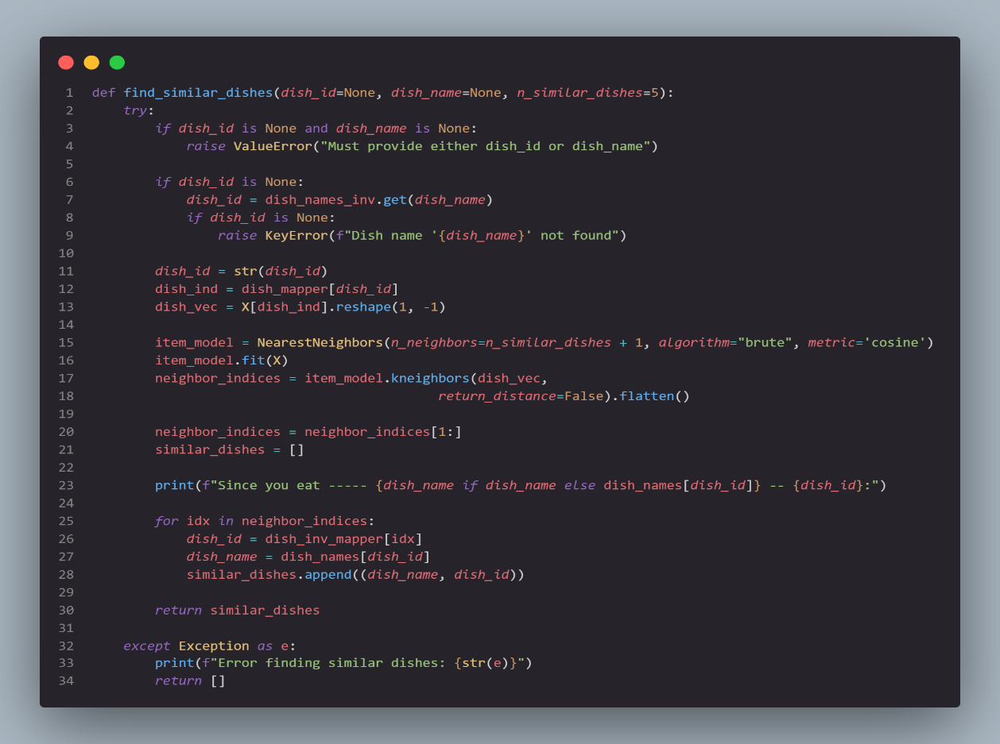 1 def find_similar_dishes(dish_id=None, dish_name=None, n_similar_dishes=5):
2     try:
3         if dish_id is None and dish_name is None:
4             raise ValueError("Must provide either dish_id or dish_name")
5
6         if dish_id is None:
7             dish_id = dish_names_inv.get(dish_name)
8             if dish_id is None:
9                 raise KeyError(f"Dish name '{dish_name}' not found")
10
11         dish_id = str(dish_id)
12         dish_ind = dish_mapper[dish_id]
13         dish_vec = X[dish_ind].reshape(1, -1)
14
15         item_model = NearestNeighbors(n_neighbors=n_similar_dishes + 1, algorithm="brute", metric='cosine')
16         item_model.fit(X)
17         neighbor_indices = item_model.kneighbors(dish_vec,
18                                             return_distance=False).flatten()
19
20         neighbor_indices = neighbor_indices[1:]
21         similar_dishes = []
22
23         print(f"Since you eat ----- {dish_name if dish_name else dish_names[dish_id]} -- {dish_id}:")
24
25         for idx in neighbor_indices:
26             dish_id = dish_inv_mapper[idx]
27             dish_name = dish_names[dish_id]
28             similar_dishes.append((dish_name, dish_id))
29
30         return similar_dishes
31
32     except Exception as e:
33         print(f"Error finding similar dishes: {str(e)}")
34         return []